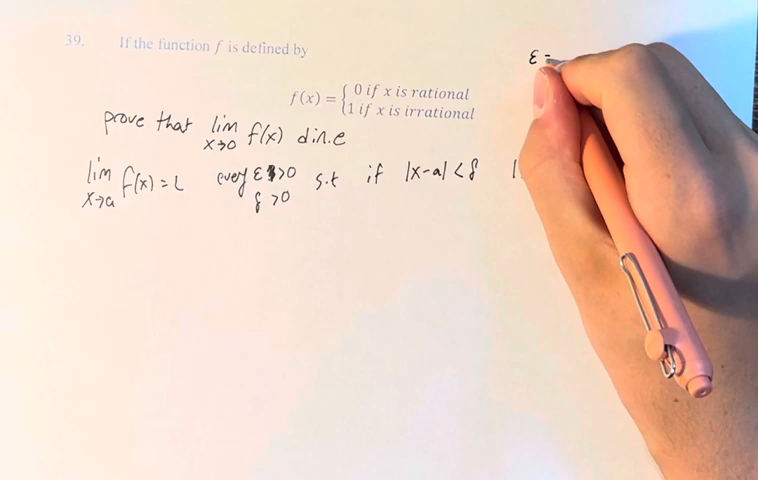 39. If the function f is defined by
ε =
f(x) = { 0 if x is rational
1 if x is irrational
prove that lim x→0 f(x) d.n.e
lim x→a f(x) = L every ε >0 δ >0 s.t if |x-a| < δ |